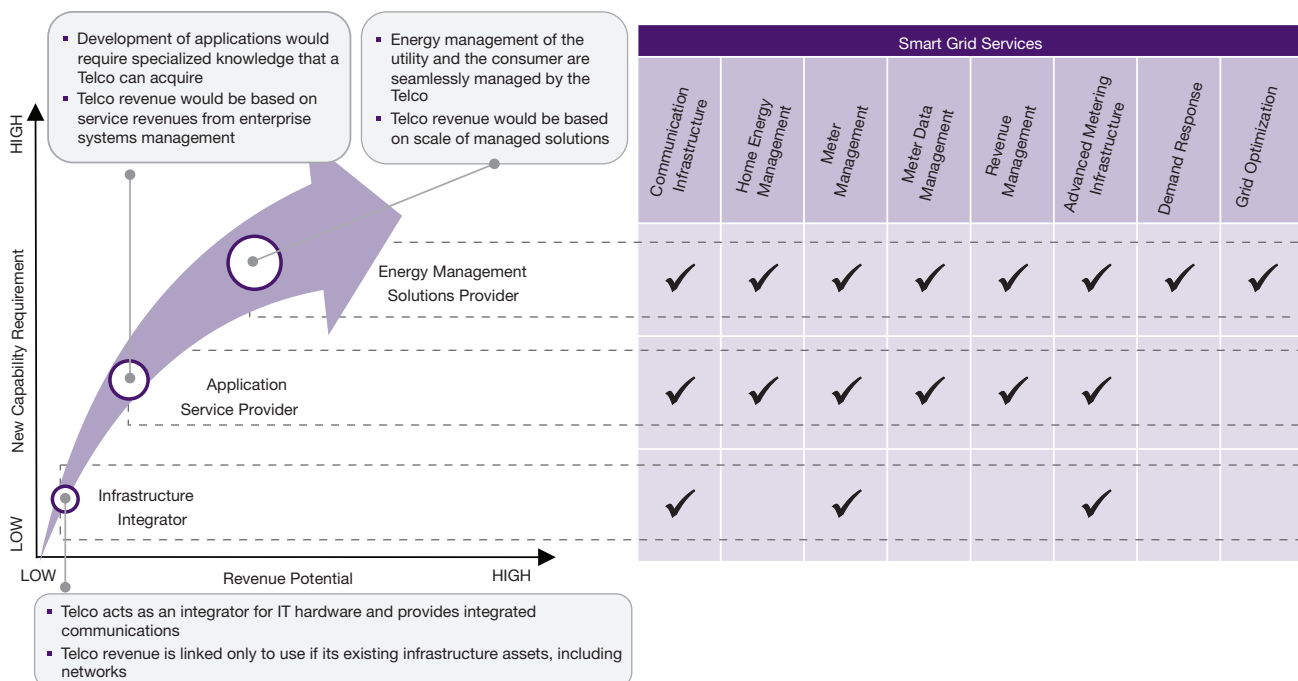 ▪ Development of applications would
require specialized knowledge that a
Telco can acquire
▪ Telco revenue would be based on
service revenues from enterprise
systems management
▪ Energy management of the
utility and the consumer are
seamlessly managed by the
Telco
▪ Telco revenue would be based
on scale of managed solutions
Smart Grid Services
Communication
Infrastructure
Home Energy
Management
Meter
Management
Meter Data
Management
Revenue
Management
Advanced Metering
Infrastructure
Demand Response
Grid Optimization
HIGH
New Capability Requirement
LOW
Energy Management
Solutions Provider
✓ ✓ ✓ ✓ ✓ ✓ ✓ ✓
Application
Service Provider
✓ ✓ ✓ ✓ ✓ ✓
Infrastructure
Integrator
✓ ✓ ✓
LOW Revenue Potential HIGH
▪ Telco acts as an integrator for IT hardware and provides integrated
communications
▪ Telco revenue is linked only to use if its existing infrastructure assets, including
networks